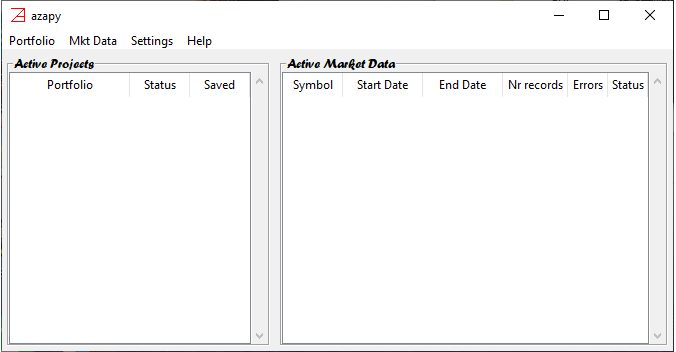 azapy
Portfolio Mkt Data Settings Help
Active Projects
Portfolio Status Saved
Active Market Data
Symbol Start Date End Date Nr records Errors Status